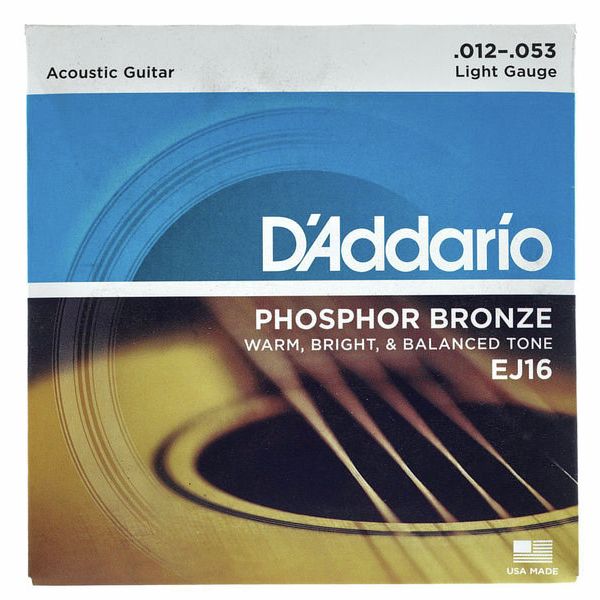 Acoustic Guitar
.012–.053
Light Gauge
D'Addario
PHOSPHOR BRONZE
WARM, BRIGHT, & BALANCED TONE
EJ16
USA MADE